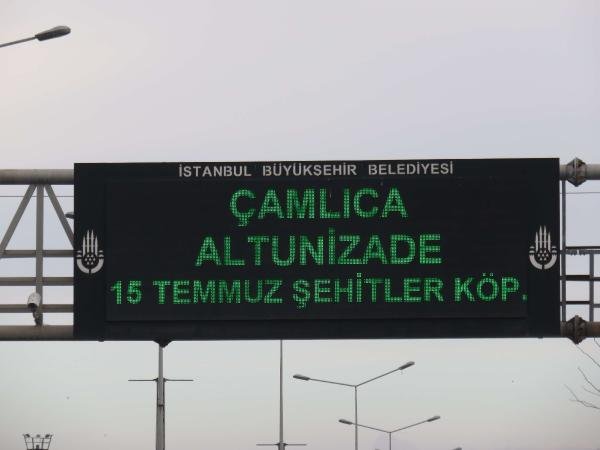 İSTANBUL BÜYÜKŞEHİR BELEDİYESİ
ÇAMLICA
ALTUNİZADE
15 TEMMUZ ŞEHİTLER KÖP.